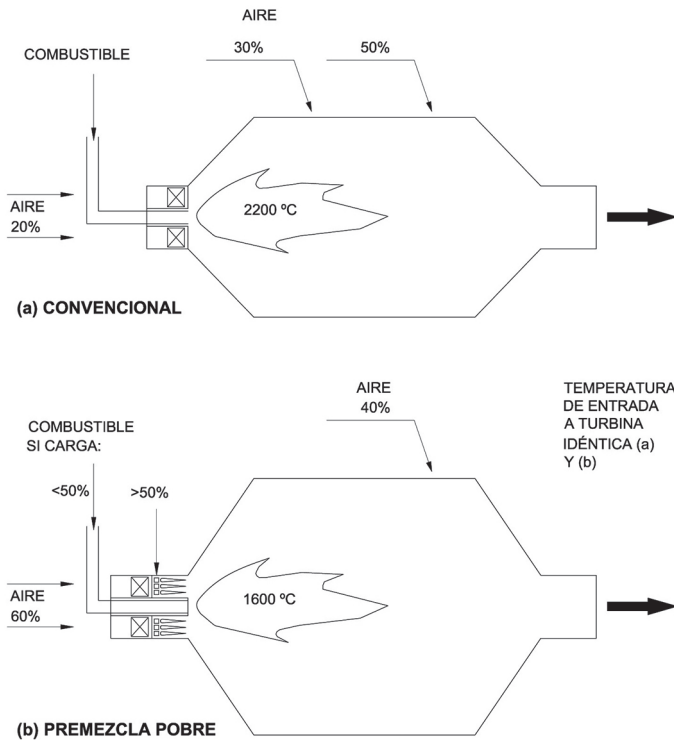 AIRE
30%
50%
COMBUSTIBLE
AIRE
20%
2200 ºC
(a) CONVENCIONAL
AIRE
40%
TEMPERATURA
DE ENTRADA
A TURBINA
IDÉNTICA (a)
Y (b)
COMBUSTIBLE
SI CARGA:
<50%
>50%
AIRE
60%
1600 ºC
(b) PREMEZCLA POBRE